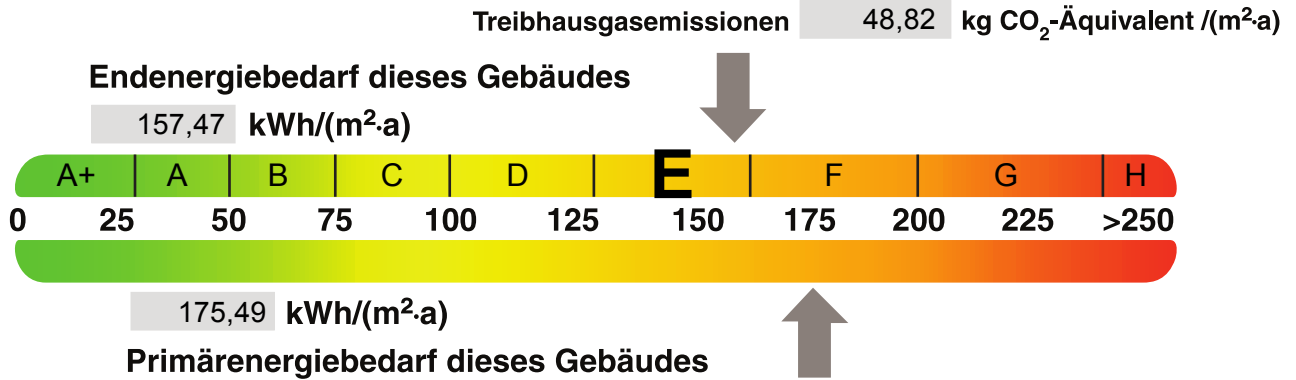 Treibhausgasemissionen 48,82 kg CO₂-Äquivalent /(m²·a)
Endenergiebedarf dieses Gebäudes
157,47 kWh/(m²·a)
A+ A B C D E F G H
0 25 50 75 100 125 150 175 200 225 >250
175,49 kWh/(m²·a)
Primärenergiebedarf dieses Gebäudes